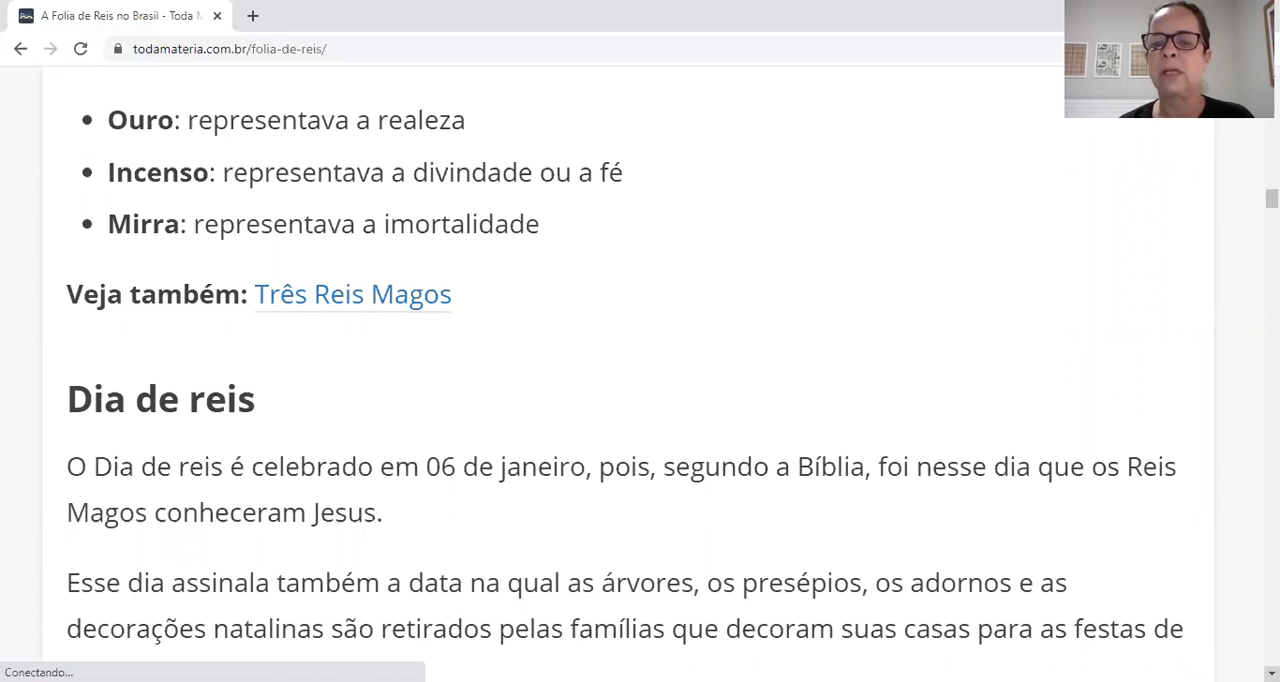 A Folia de Reis no Brasil - Toda M
todamateria.com.br/folia-de-reis/
Ouro: representava a realeza
Incenso: representava a divindade ou a fé
Mirra: representava a imortalidade
Veja também: Três Reis Magos
Dia de reis
O Dia de reis é celebrado em 06 de janeiro, pois, segundo a Bíblia, foi nesse dia que os Reis
Magos conheceram Jesus.
Esse dia assinala também a data na qual as árvores, os presépios, os adornos e as
decorações natalinas são retirados pelas famílias que decoram suas casas para as festas de
Conectando...